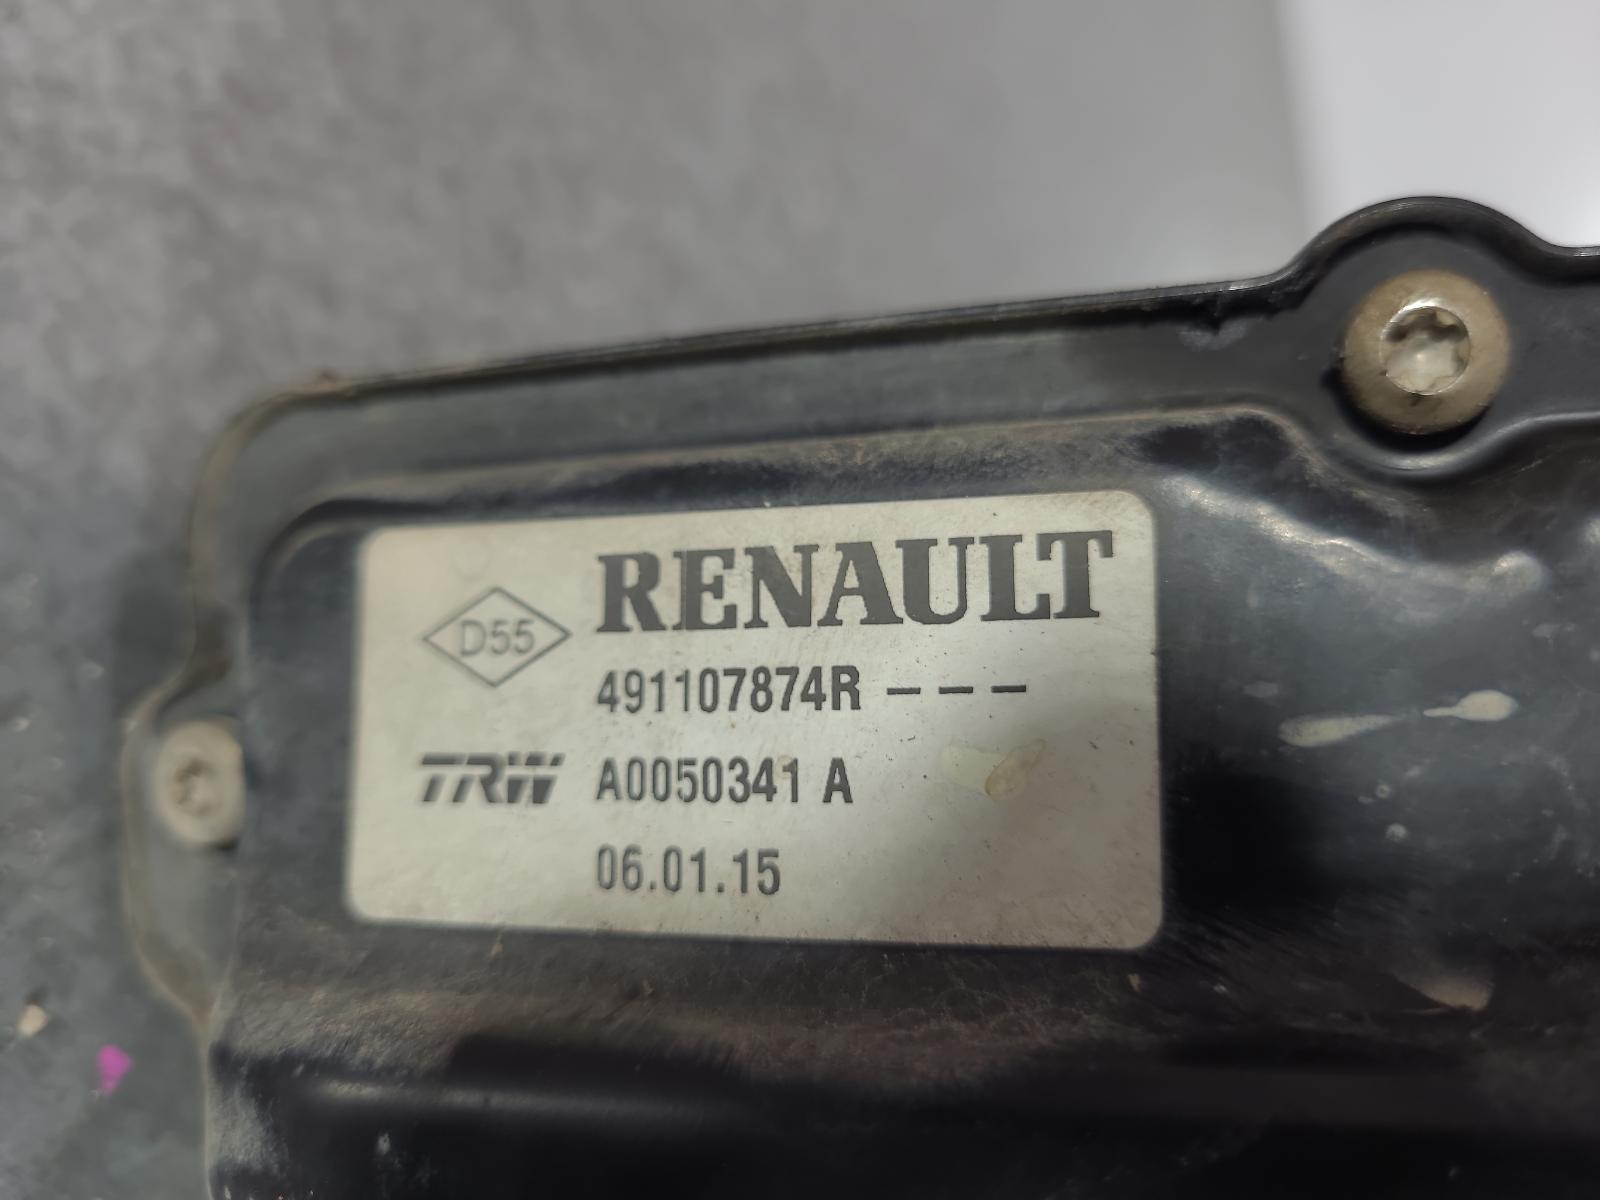 RENAULT
D55
491107874R – – –
TRW A0050341 A
06.01.15